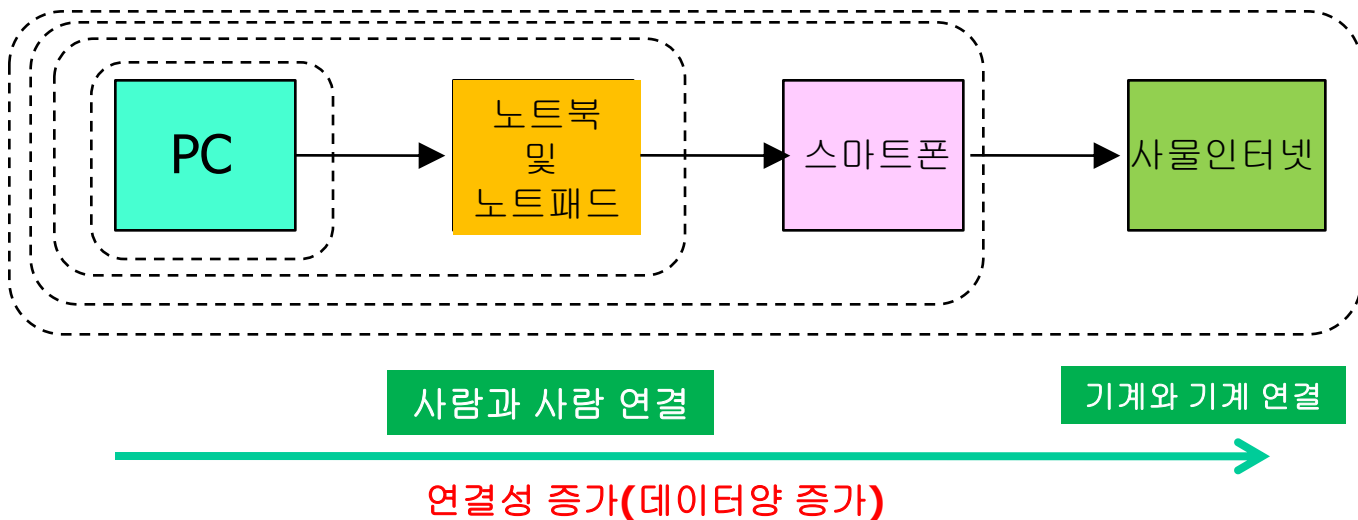 PC
노트북
및
노트패드
스마트폰
사물인터넷
사람과 사람 연결
기계와 기계 연결
연결성 증가(데이터양 증가)